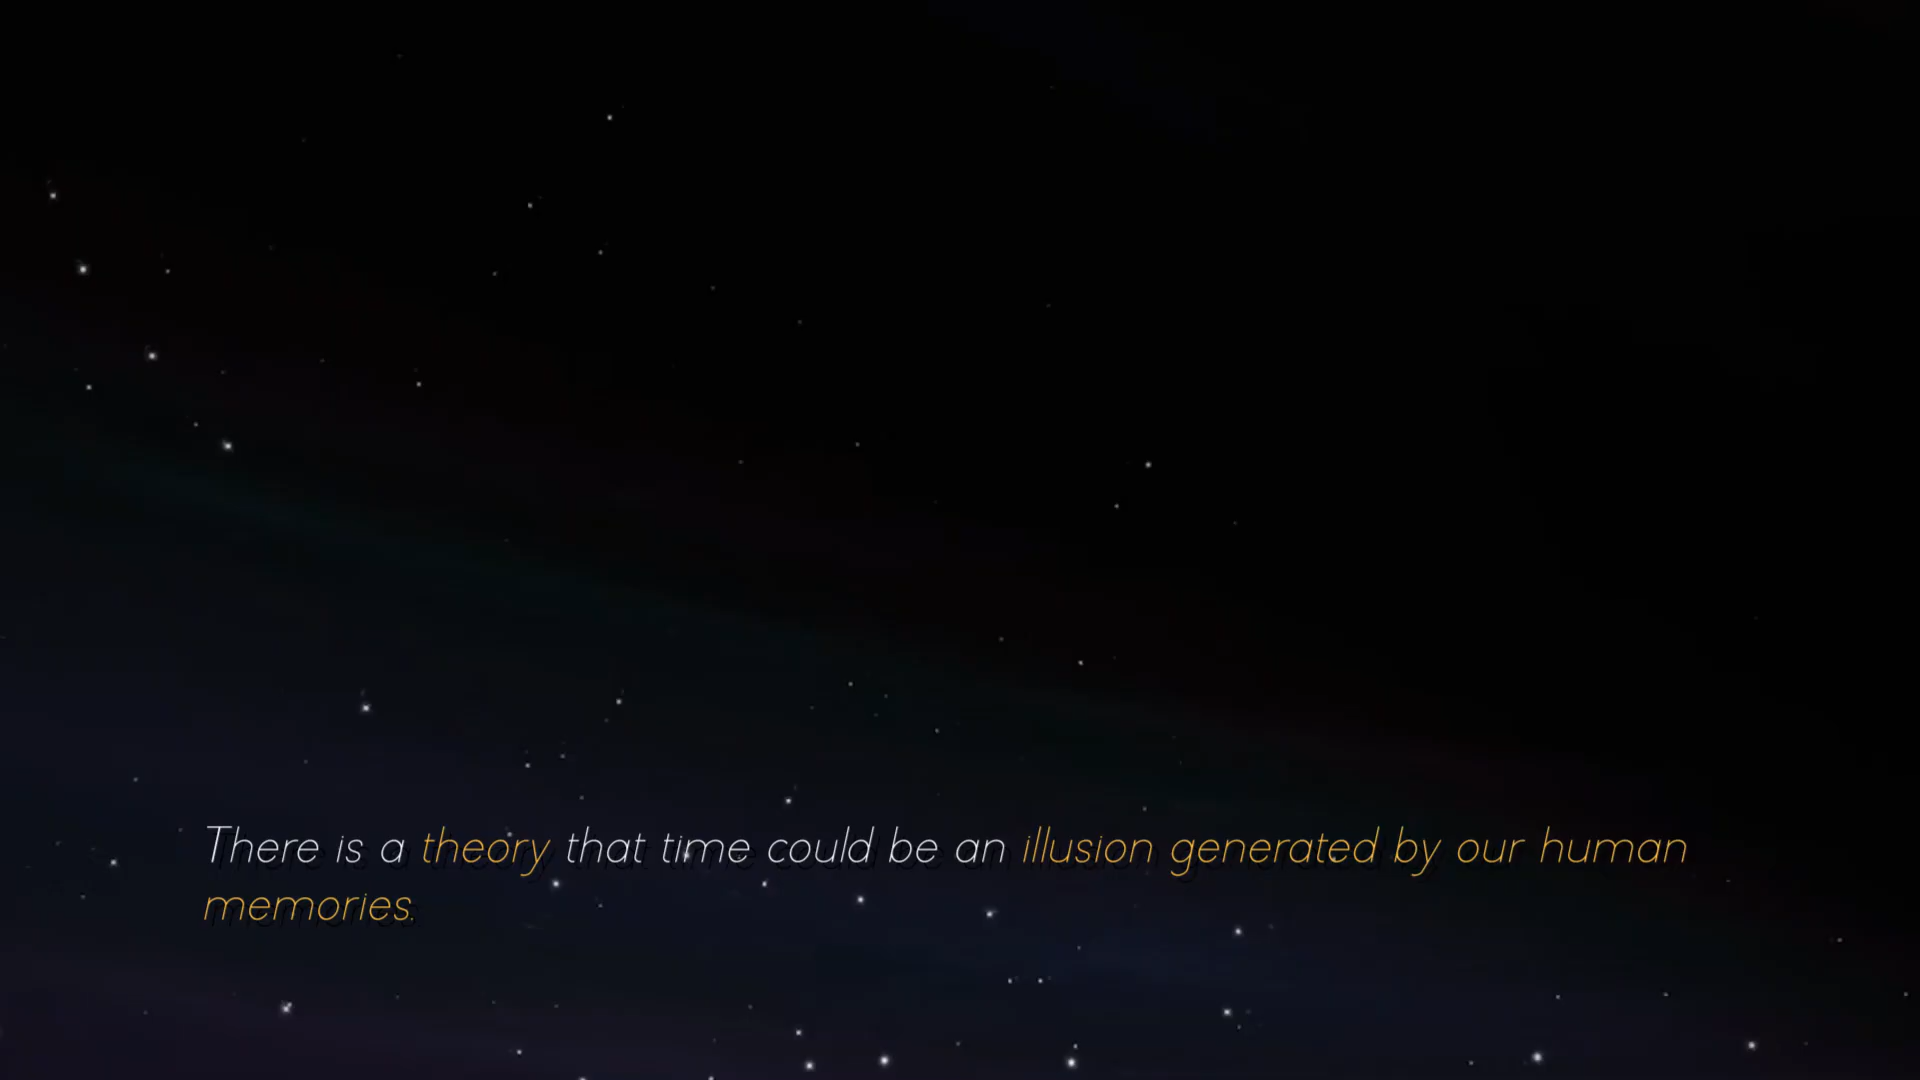 There is a theory that time could be an illusion generated by our human
memories.